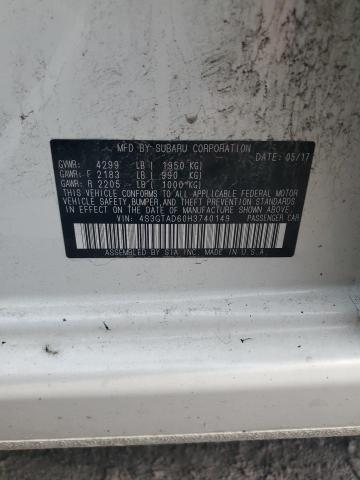 MFD BY SUBARU CORPORATION
DATE: 05/17
GVWR: 4299 LB ( 1950 KG)
GAWR: F 2183 LB ( 990 KG)
GAWR: R 2205 LB ( 1000 KG)
THIS VEHICLE CONFORMS TO ALL APPLICABLE FEDERAL MOTOR
VEHICLE SAFETY, BUMPER, AND THEFT PREVENTION STANDARDS IN
EFFECT ON THE DATE OF MANUFACTURE SHOWN ABOVE.
VIN: 4S3GTAD60H3740149 PASSENGER CAR
ASSEMBLED BY SIA INC. IN U.S.A.